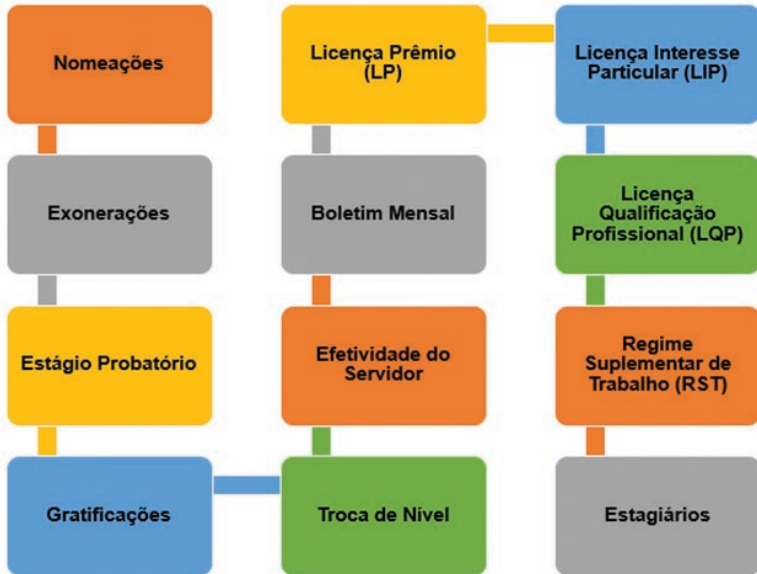 Nomeações
Exonerações
Estágio Probatório
Gratificações
Troca de Nível
Efetividade do
Servidor
Boletim Mensal
Licença Prêmio
(LP)
Licença Interesse
Particular (LIP)
Licença
Qualificação
Profissional (LQP)
Regime
Suplementar de
Trabalho (RST)
Estagiários